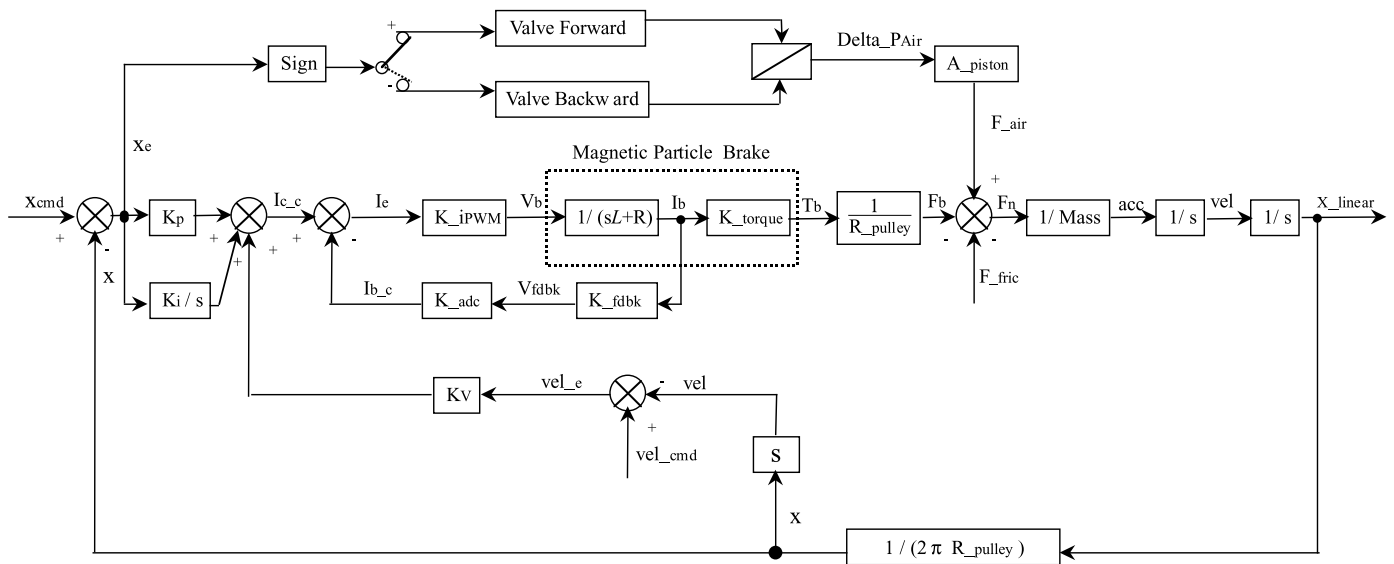 +
Valve Forward
Sign
Delta_PAir
A_piston
-
Valve Backw ard
F_air
xe
Magnetic Particle Brake
+
xcmd
Kp
Ic_c
Ie
K_iPWM
Vb
1/ (sL+R)
Ib
K_torque
Tb
1
R_pulley
Fb
Fn
1/ Mass
acc
1/ s
vel
1/ s
X_linear
+
-
+
+
-
-
-
x
+
+
F_fric
Ki / s
Ib_c
K_adc
Vfdbk
K_fdbk
Kv
vel_e
-
vel
+
vel_cmd
s
x
1 / (2 π R_pulley )